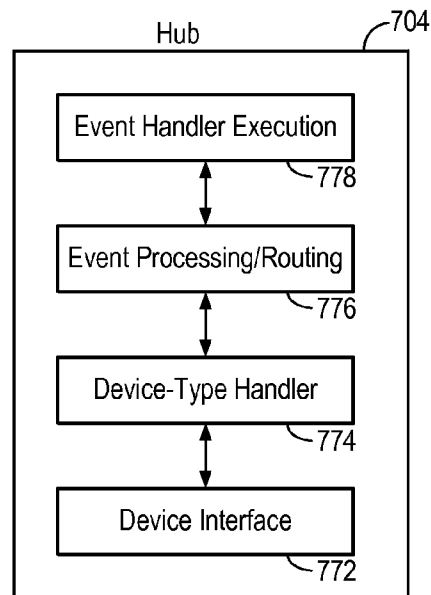 Hub
704
Event Handler Execution
778
Event Processing/Routing
776
Device-Type Handler
774
Device Interface
772